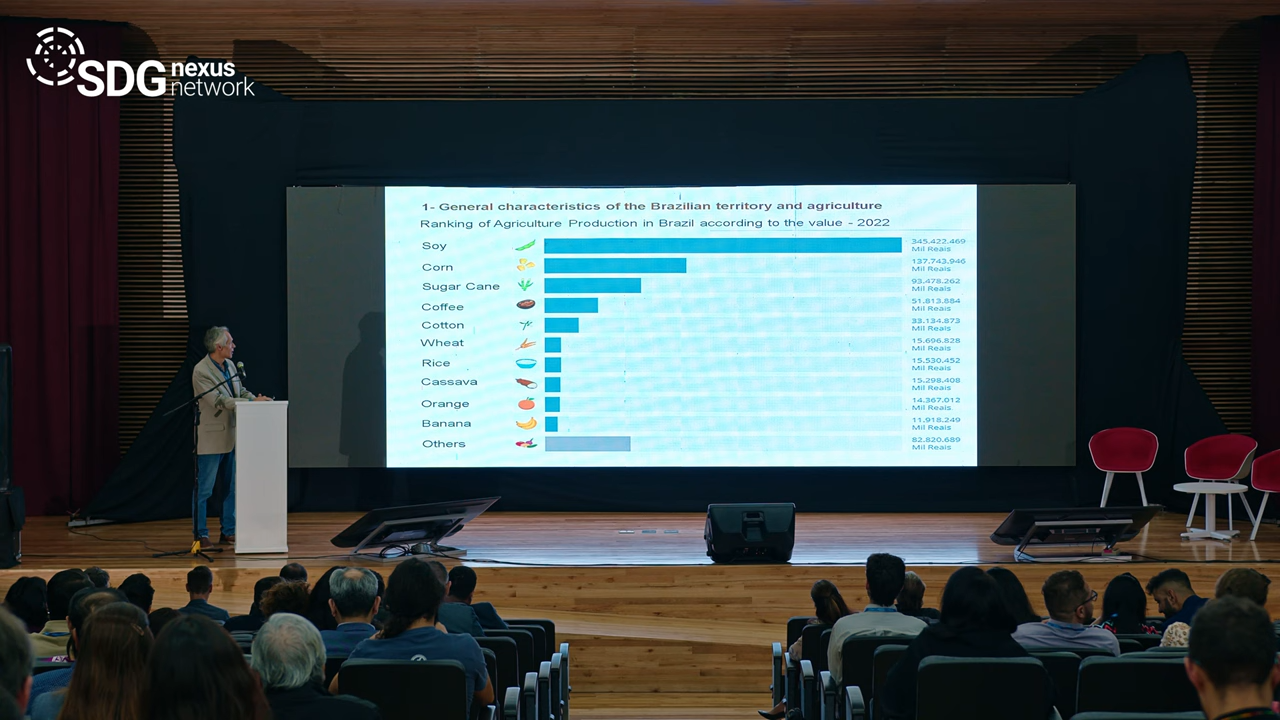 SDG nexus network
1- General characteristics of the Brazilian territory and agriculture
Ranking of Agriculture Production in Brazil according to the value - 2022
Soy 345.422.469 Mil Reais
Corn 137.743.946 Mil Reais
Sugar Cane 93.478.262 Mil Reais
Coffee 51.813.884 Mil Reais
Cotton 33.134.873 Mil Reais
Wheat 15.696.828 Mil Reais
Rice 15.530.452 Mil Reais
Cassava 15.298.408 Mil Reais
Orange 14.367.012 Mil Reais
Banana 11.918.249 Mil Reais
Others 82.820.689 Mil Reais